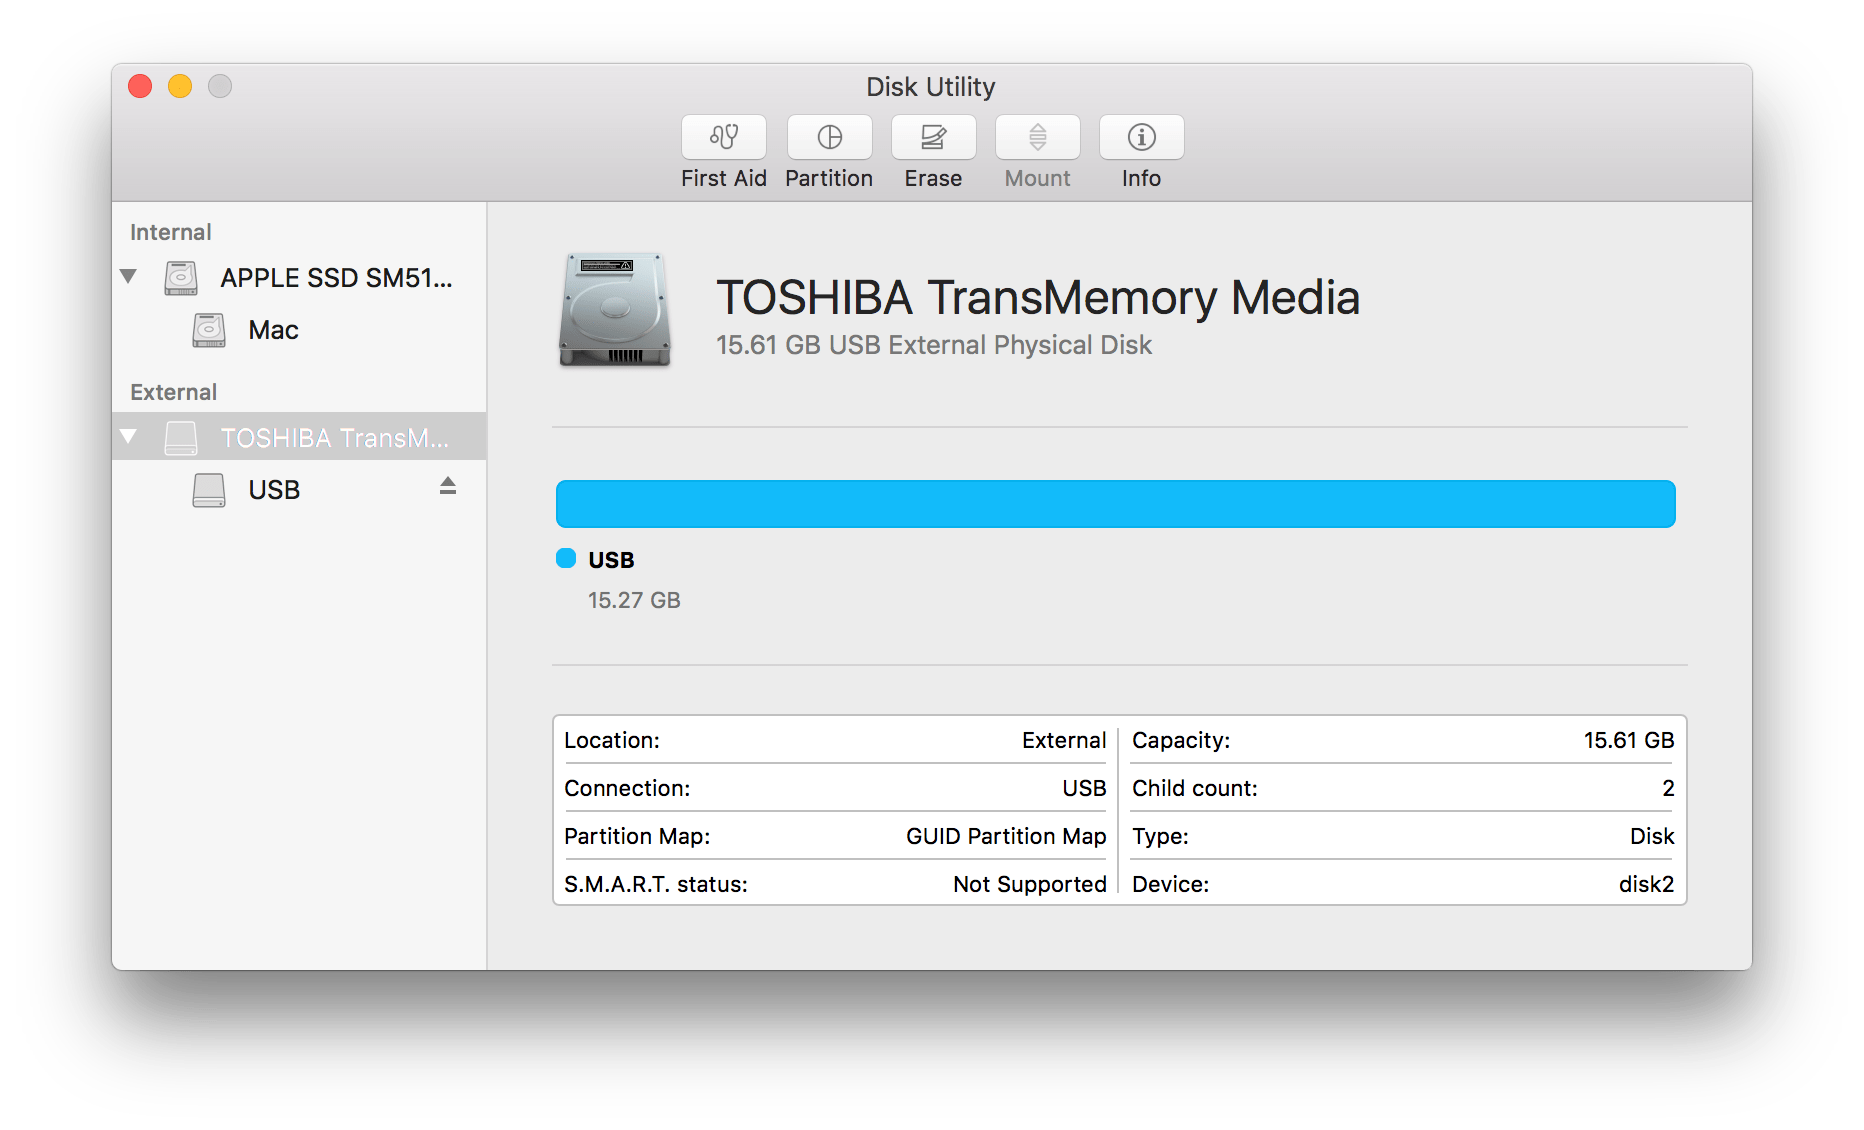 Disk Utility
First Aid
Partition
Erase
Mount
Info
Internal
APPLE SSD SM51...
Mac
External
TOSHIBA TransM...
USB
TOSHIBA TransMemory Media
15.61 GB USB External Physical Disk
USB
15.27 GB
Location: External
Connection: USB
Partition Map: GUID Partition Map
S.M.A.R.T. status: Not Supported
Capacity: 15.61 GB
Child count: 2
Type: Disk
Device: disk2